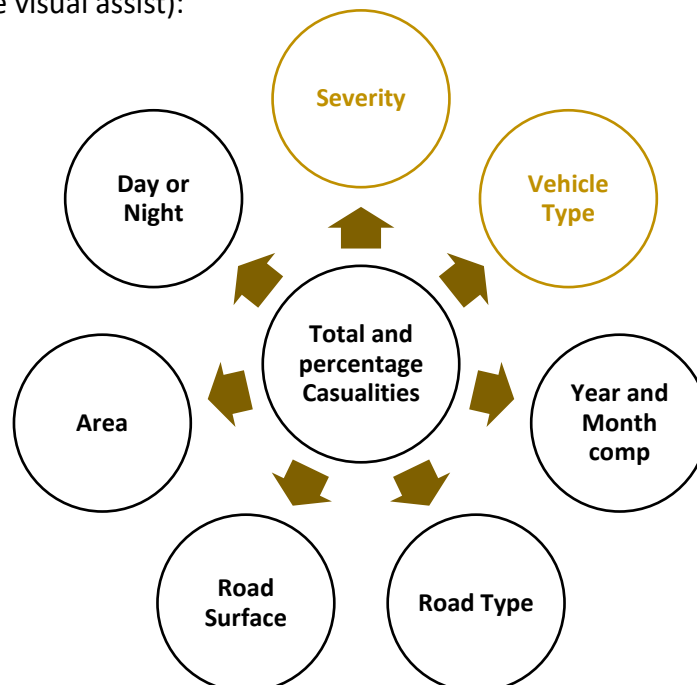 e visual assist):
Severity
Day or
Night
Vehicle
Type
Total and
percentage
Casualities
Area
Year and
Month
comp
Road
Surface
Road Type